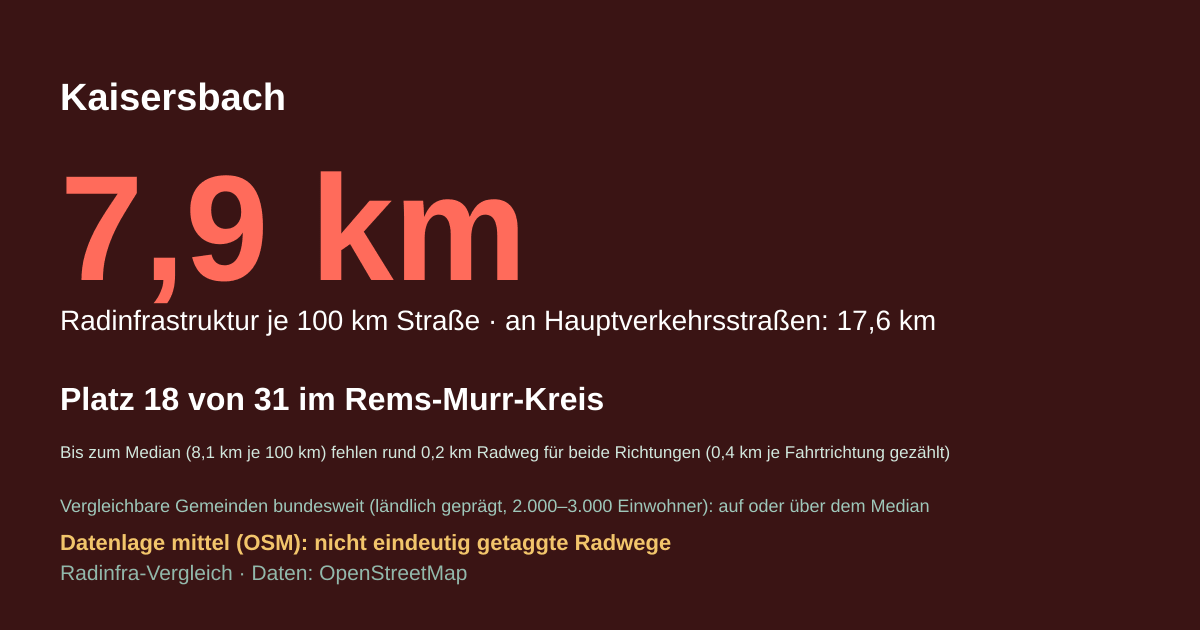 Kaisersbach
7,9 km
Radinfrastruktur je 100 km Straße · an Hauptverkehrsstraßen: 17,6 km
Platz 18 von 31 im Rems-Murr-Kreis
Bis zum Median (8,1 km je 100 km) fehlen rund 0,2 km Radweg für beide Richtungen (0,4 km je Fahrtrichtung gezählt)
Vergleichbare Gemeinden bundesweit (ländlich geprägt, 2.000–3.000 Einwohner): auf oder über dem Median
Datenlage mittel (OSM): nicht eindeutig getaggte Radwege
Radinfra-Vergleich · Daten: OpenStreetMap